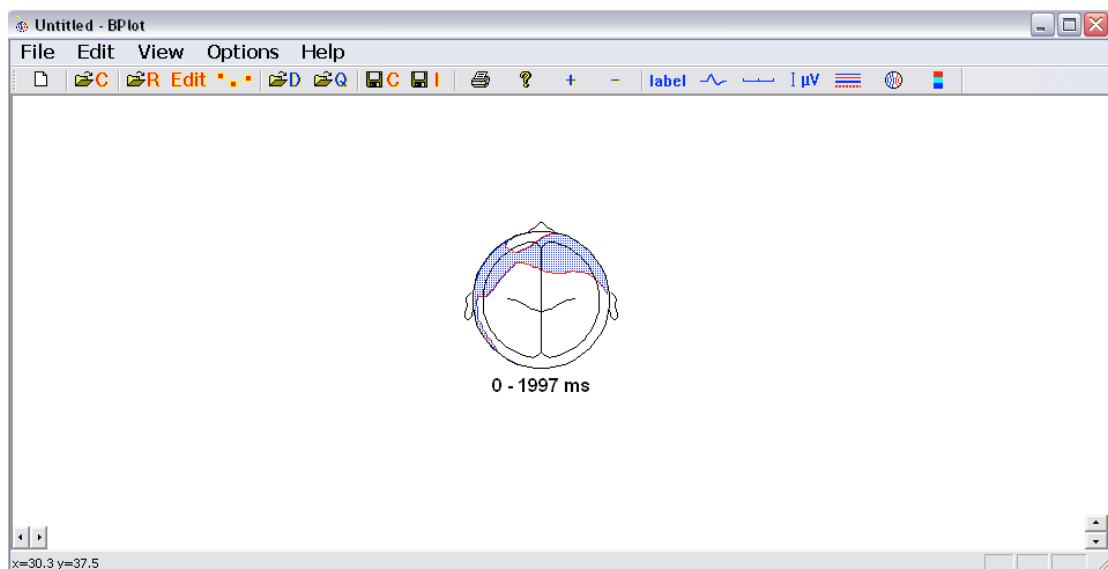 Untitled - BPlot
File Edit View Options Help
C R Edit D Q C I ? + - label I µV
0 - 1997 ms
x=30.3 y=37.5